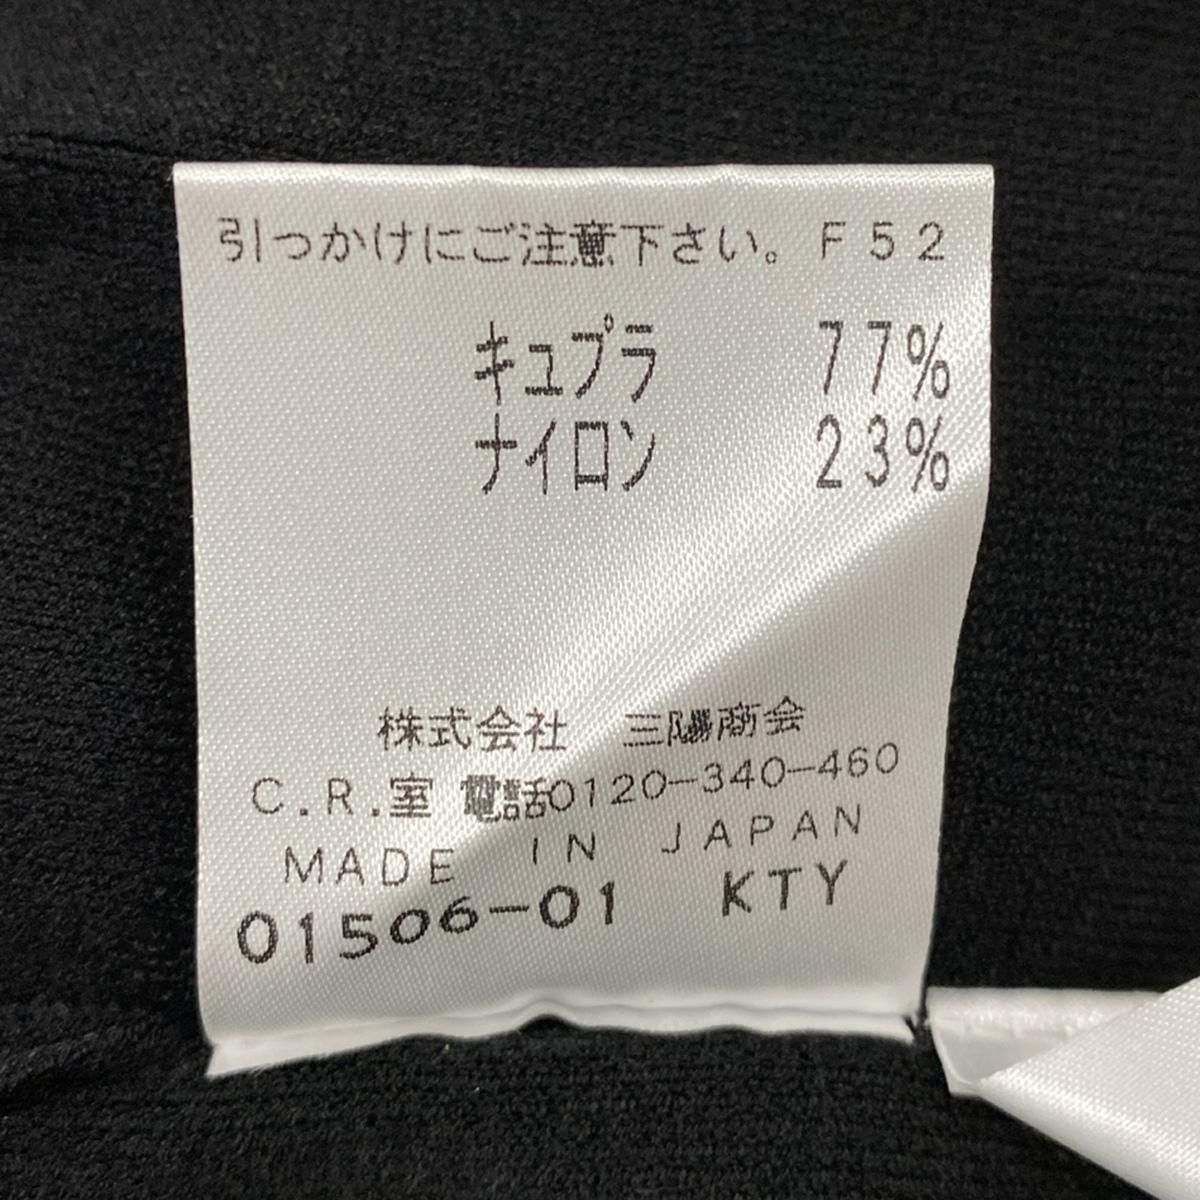 引っかけにご注意下さい。F52
キュプラ 77%
ナイロン 23%
株式会社 三陽商会
C.R.室 電話0120-340-460
MADE IN JAPAN
01506-01 KTY